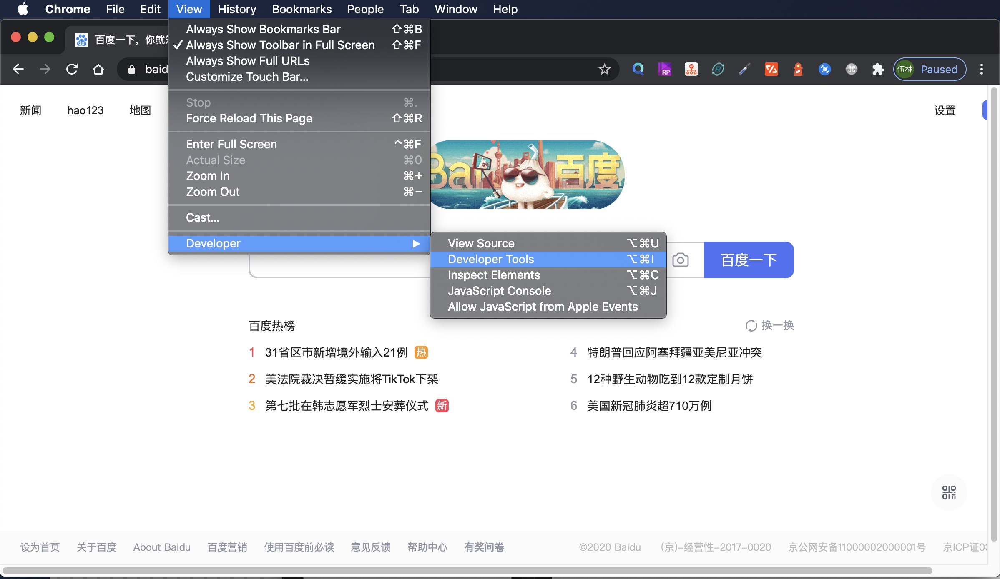 Chrome File Edit View History Bookmarks People Tab Window Help
百度一下，你就
baid
伍林 Paused
Always Show Bookmarks Bar ⇧⌘B
✓ Always Show Toolbar in Full Screen ⇧⌘F
Always Show Full URLs
Customize Touch Bar...
Stop ⌘.
Force Reload This Page ⇧⌘R
Enter Full Screen ^⌘F
Actual Size ⌘0
Zoom In ⌘+
Zoom Out ⌘−
Cast...
Developer ▶
View Source ⌥⌘U
Developer Tools ⌥⌘I
Inspect Elements ⌥⌘C
JavaScript Console ⌥⌘J
Allow JavaScript from Apple Events
新闻 hao123 地图 设置
Bai 百度
百度一下
百度热榜 换一换
1 31省区市新增境外输入21例 热
2 美法院裁决暂缓实施将TikTok下架
3 第七批在韩志愿军烈士安葬仪式 新
4 特朗普回应阿塞拜疆亚美尼亚冲突
5 12种野生动物吃到12款定制月饼
6 美国新冠肺炎超710万例
设为首页 关于百度 About Baidu 百度营销 使用百度前必读 意见反馈 帮助中心 有奖问卷 ©2020 Baidu (京)-经营性-2017-0020 京公网安备11000002000001号 京ICP证03